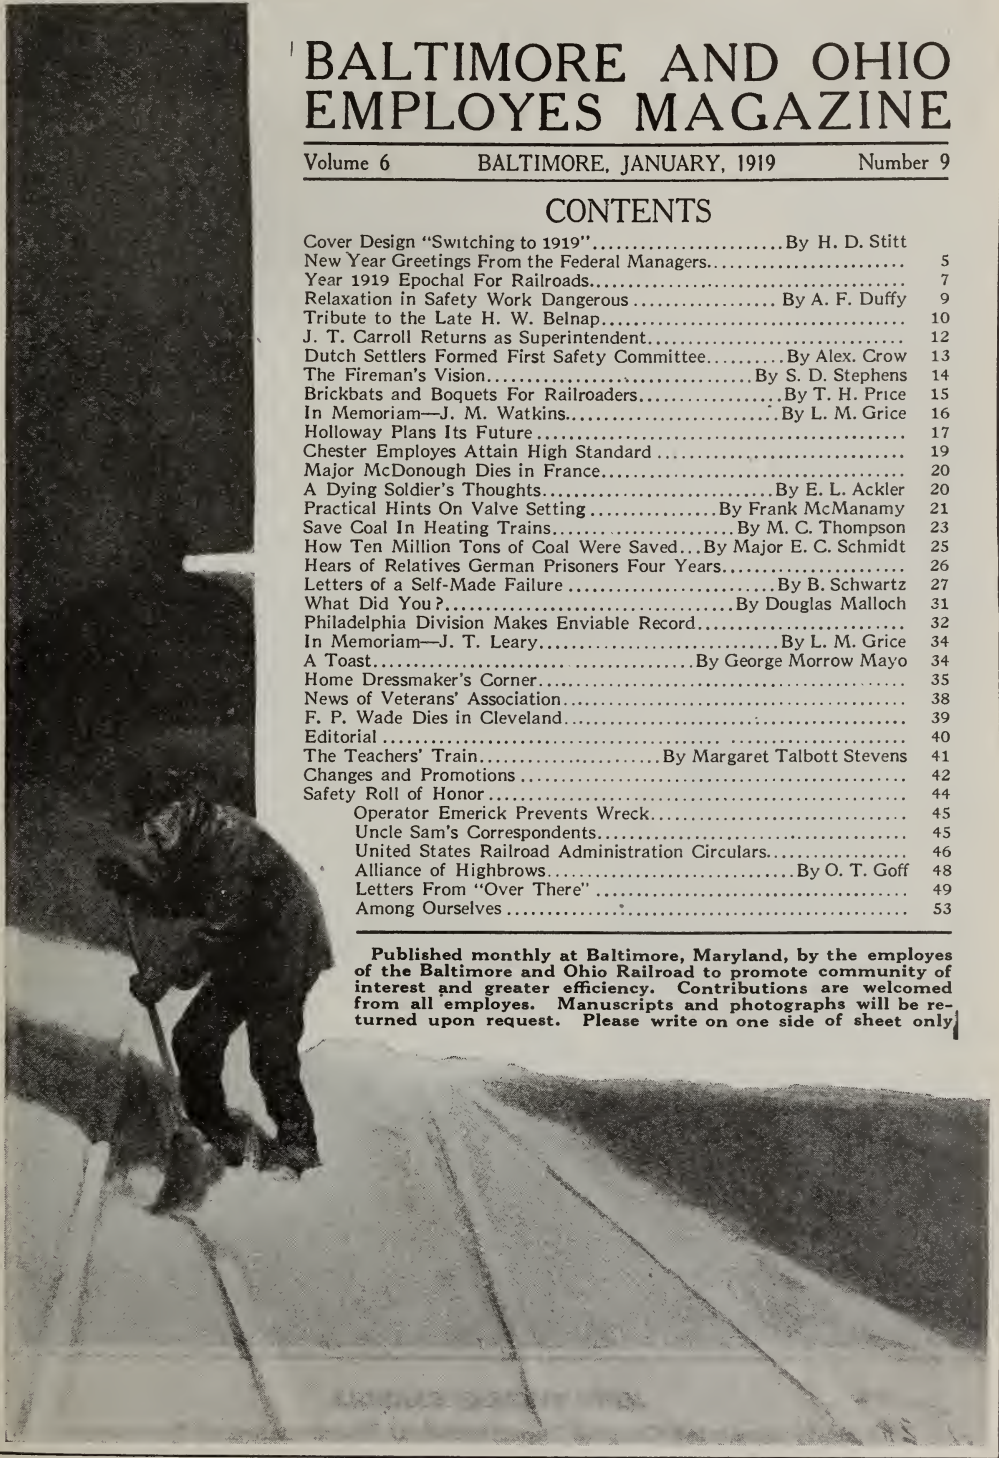 BALTIMORE AND OHIO
EMPLOYES MAGAZINE
Volume 6 BALTIMORE, JANUARY, 1919 Number 9
CONTENTS
Cover Design "Switching to 1919"........................By H. D. Stitt
New Year Greetings From the Federal Managers......................... 5
Year 1919 Epochal For Railroads........................................ 7
Relaxation in Safety Work Dangerous..................By A. F. Duffy 9
Tribute to the Late H. W. Belnap....................................... 10
J. T. Carroll Returns as Superintendent................................. 12
Dutch Settlers Formed First Safety Committee..........By Alex. Crow 13
The Fireman's Vision..................................By S. D. Stephens 14
Brickbats and Boquets For Railroaders..................By T. H. Price 15
In Memoriam—J. M. Watkins...........................By L. M. Grice 16
Holloway Plans Its Future............................................... 17
Chester Employes Attain High Standard................................ 19
Major McDonough Dies in France....................................... 20
A Dying Soldier's Thoughts.............................By E. L. Ackler 20
Practical Hints On Valve Setting................By Frank McManamy 21
Save Coal In Heating Trains.......................By M. C. Thompson 23
How Ten Million Tons of Coal Were Saved...By Major E. C. Schmidt 25
Hears of Relatives German Prisoners Four Years....................... 26
Letters of a Self-Made Failure..........................By B. Schwartz 27
What Did You?....................................By Douglas Malloch 31
Philadelphia Division Makes Enviable Record.......................... 32
In Memoriam—J. T. Leary...............................By L. M. Grice 34
A Toast........................................By George Morrow Mayo 34
Home Dressmaker's Corner.............................................. 35
News of Veterans' Association........................................... 38
F. P. Wade Dies in Cleveland........................................... 39
Editorial.................................................................. 40
The Teachers' Train.......................By Margaret Talbott Stevens 41
Changes and Promotions................................................ 42
Safety Roll of Honor..................................................... 44
Operator Emerick Prevents Wreck................................. 45
Uncle Sam's Correspondents....................................... 45
United States Railroad Administration Circulars.................. 46
Alliance of Highbrows...............................By O. T. Goff 48
Letters From "Over There"........................................ 49
Among Ourselves................................................... 53
Published monthly at Baltimore, Maryland, by the employes
of the Baltimore and Ohio Railroad to promote community of
interest and greater efficiency. Contributions are welcomed
from all employes. Manuscripts and photographs will be re-
turned upon request. Please write on one side of sheet only